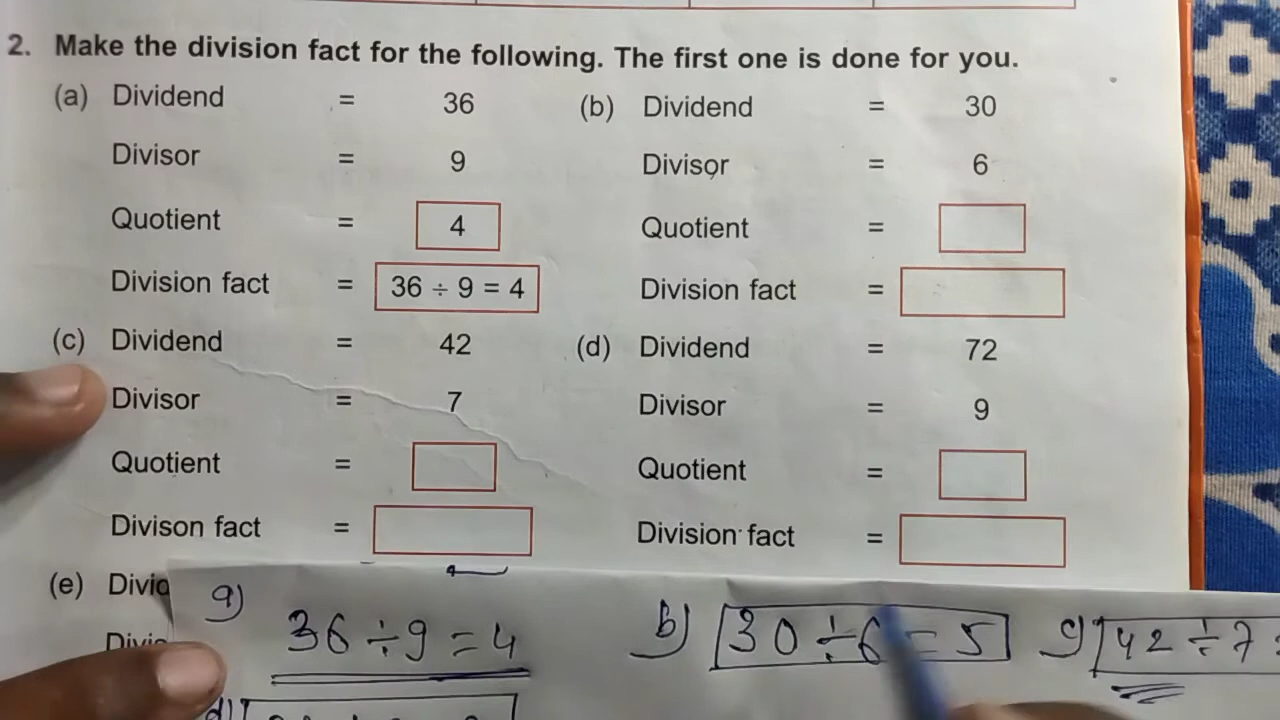 2. Make the division fact for the following. The first one is done for you.
(a) Dividend = 36
Divisor = 9
Quotient = 4
Division fact = 36 ÷ 9 = 4
(b) Dividend = 30
Divisor = 6
Quotient =
Division fact =
(c) Dividend = 42
Divisor = 7
Quotient =
Divison fact =
(d) Dividend = 72
Divisor = 9
Quotient =
Division fact =
(e)
a) 36 ÷ 9 = 4
b) 30 ÷ 6 = 5
c) 42 ÷ 7
d)